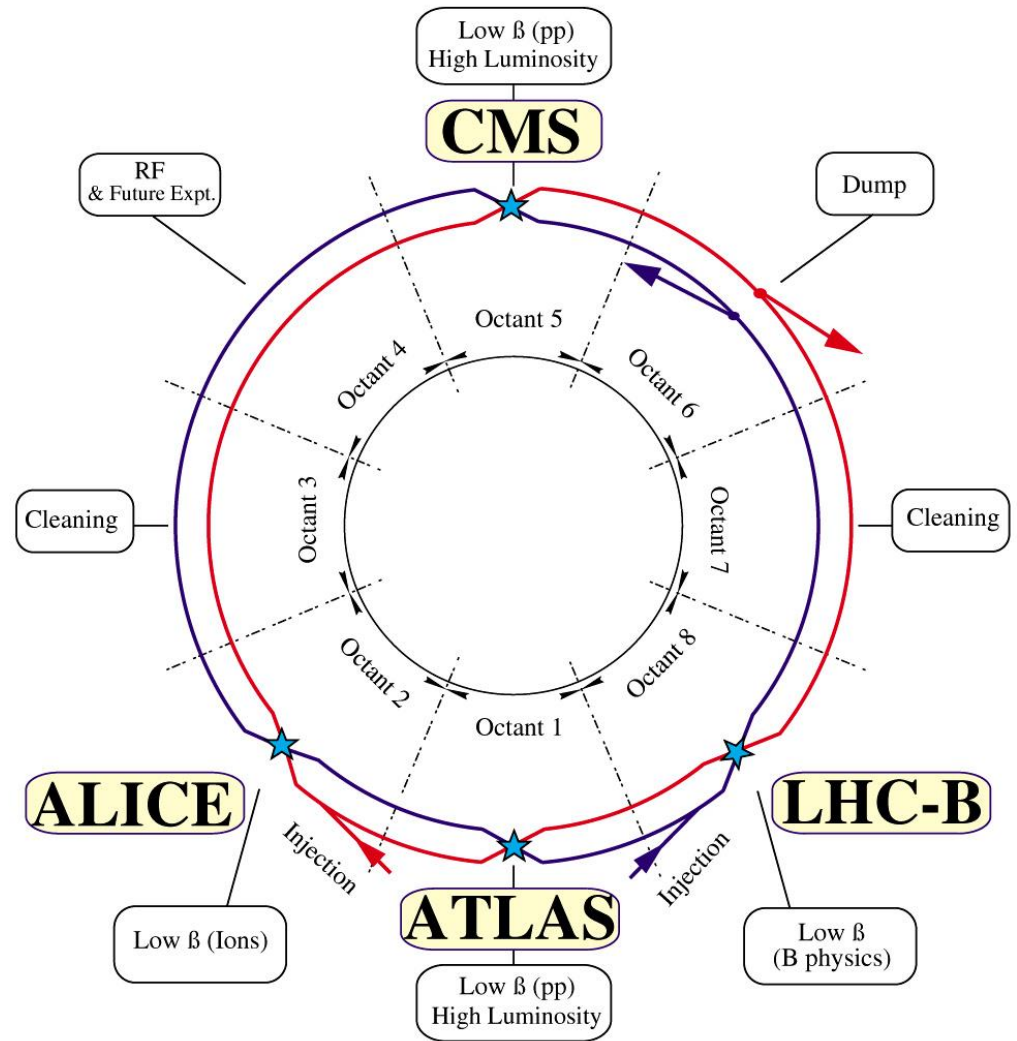 Low ß (pp)
High Luminosity
CMS
RF
& Future Expt.
Dump
Octant 5
Octant 4
Octant 6
Cleaning
Octant 3
Octant 7
Cleaning
Octant 2
Octant 8
Octant 1
ALICE
LHC-B
Injection
Injection
ATLAS
Low ß (Ions)
Low ß
(B physics)
Low ß (pp)
High Luminosity